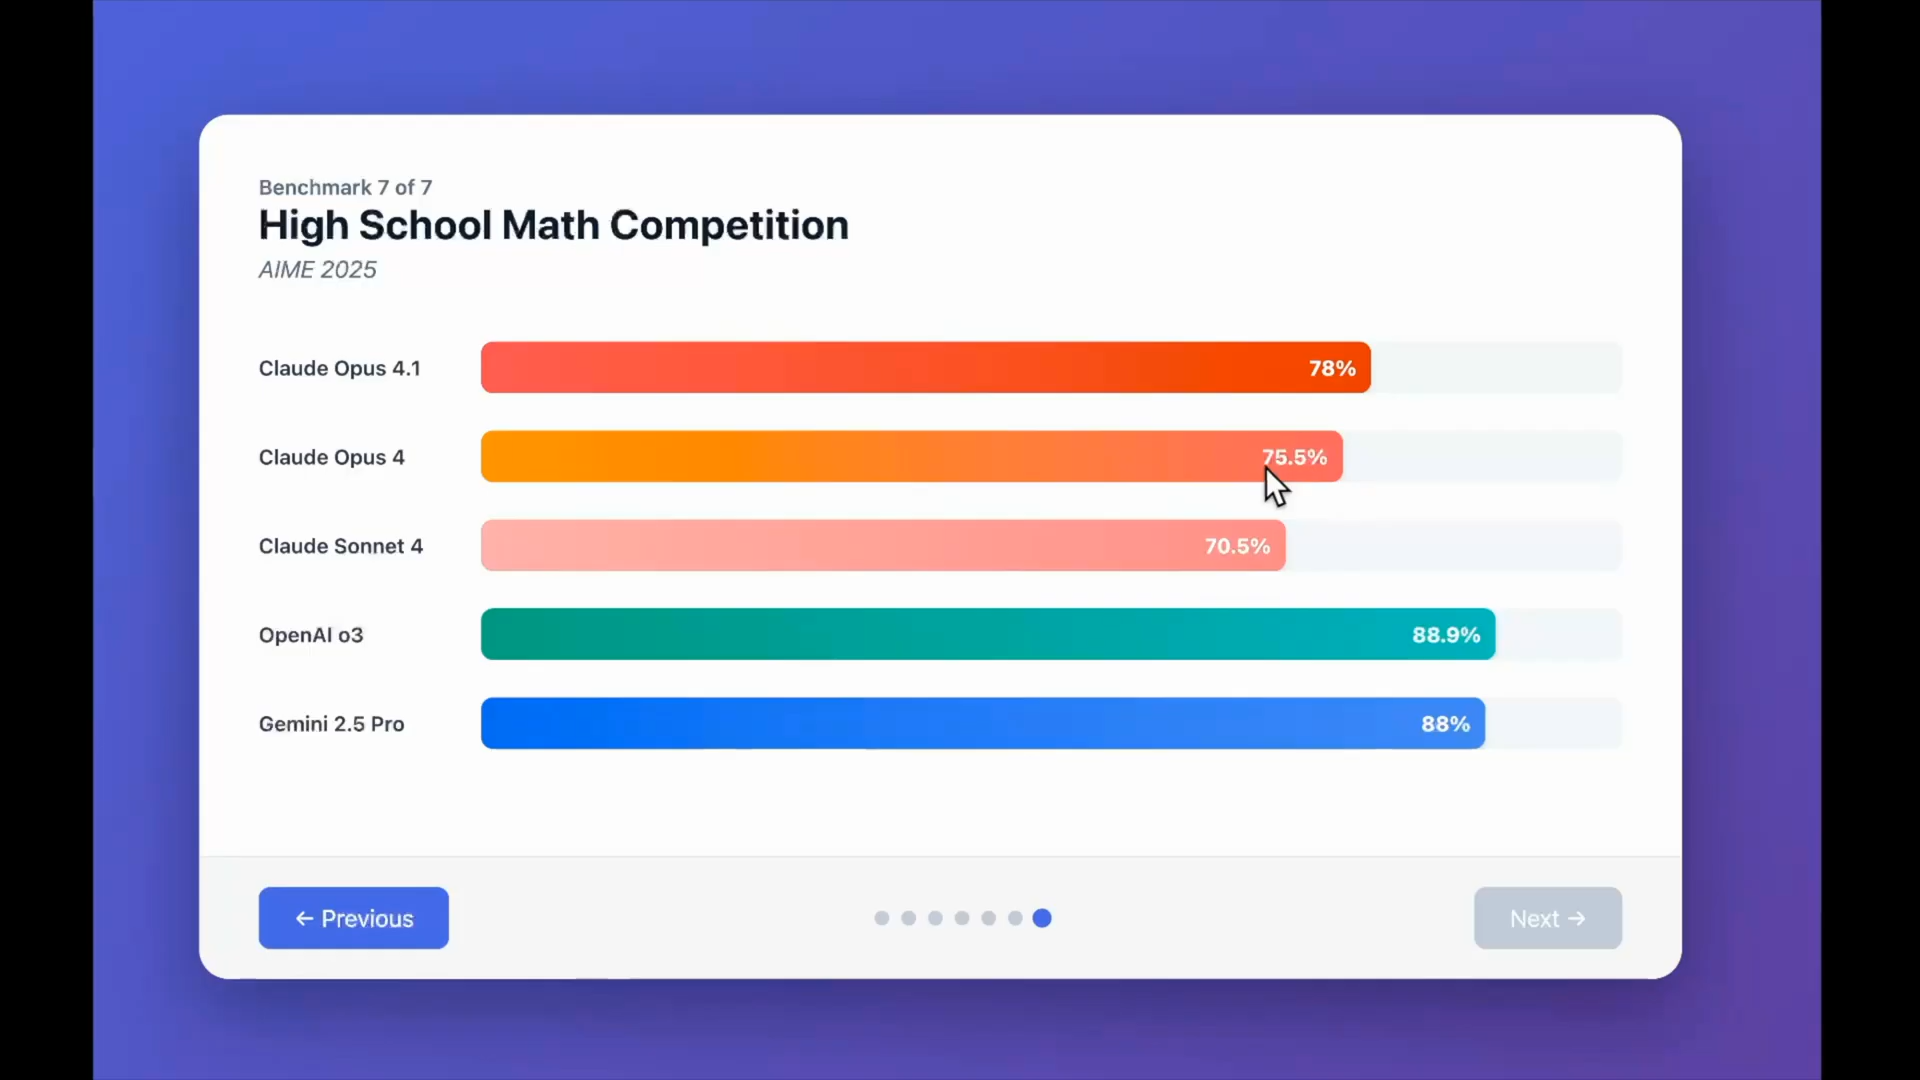 Benchmark 7 of 7
High School Math Competition
AIME 2025
Claude Opus 4.1 78%
Claude Opus 4 75.5%
Claude Sonnet 4 70.5%
OpenAI o3 88.9%
Gemini 2.5 Pro 88%
← Previous
Next →